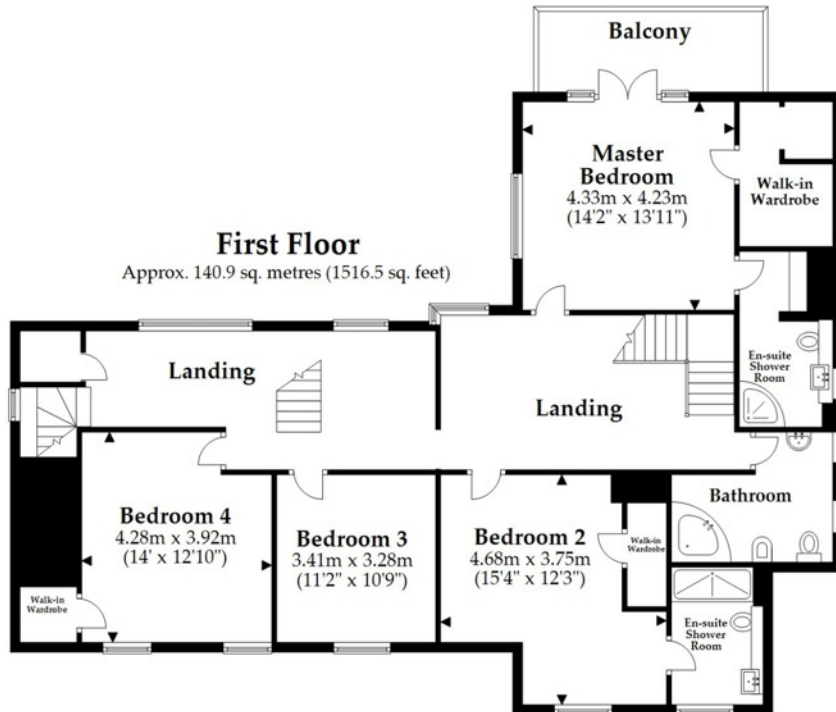 Balcony
Master
Bedroom
4.33m x 4.23m
(14'2" x 13'11")
Walk-in
Wardrobe
First Floor
Approx. 140.9 sq. metres (1516.5 sq. feet)
En-suite
Shower
Room
Landing
Landing
Bathroom
Bedroom 4
4.28m x 3.92m
(14' x 12'10")
Bedroom 3
3.41m x 3.28m
(11'2" x 10'9")
Bedroom 2
4.68m x 3.75m
(15'4" x 12'3")
Walk-in
Wardrobe
Walk-in
Wardrobe
En-suite
Shower
Room